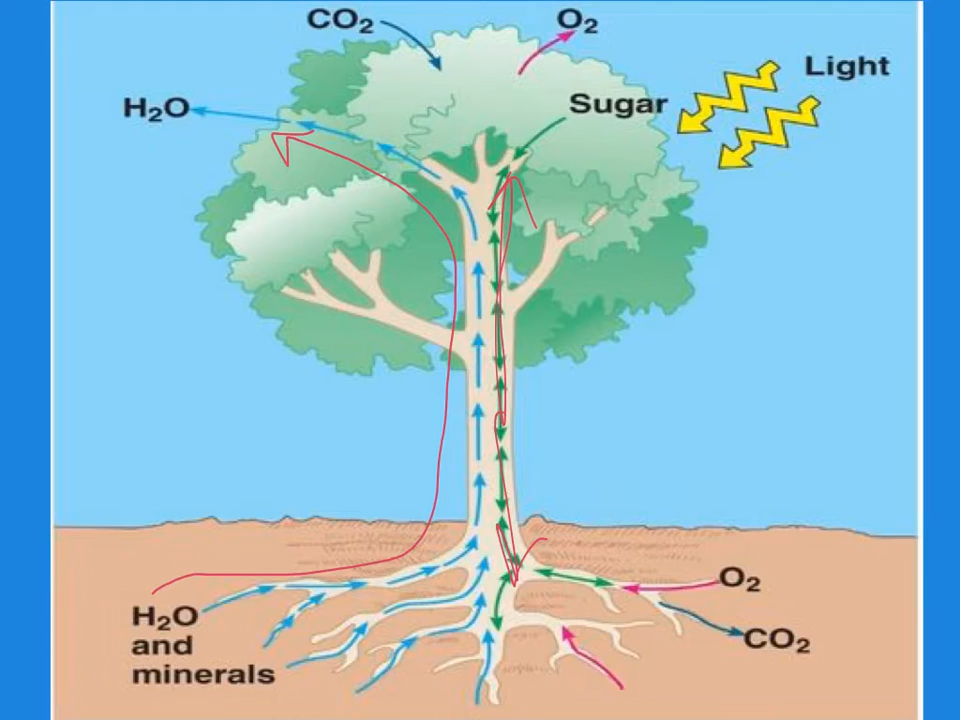 CO₂
O₂
Light
Sugar
H₂O
O₂
H₂O
and
minerals
CO₂